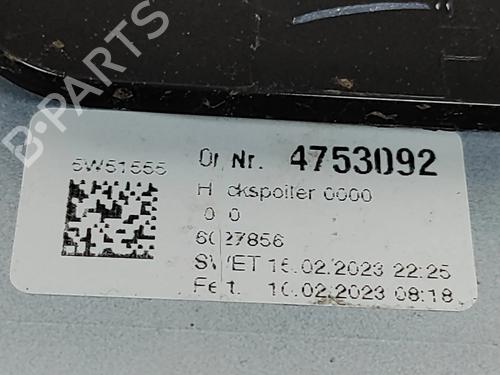 B-PARTS
5W51555
Nr. 4753092
H ckspoiler 0000
0 0
6027856
15.02.2023 22:25
10.02.2023 08:18